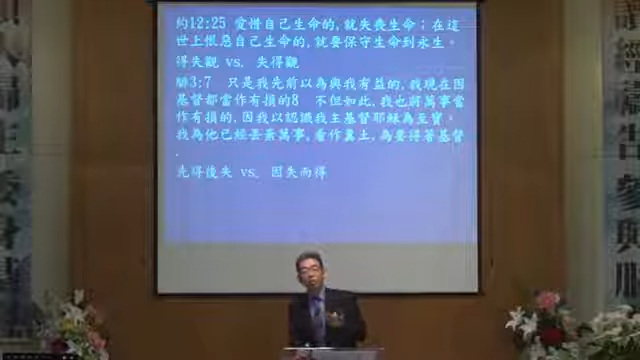 約12:25 愛惜自己生命的,就失喪生命;在這
世上恨惡自己生命的,就要保守生命到永生。
得失觀 vs. 失得觀
腓3:7 只是我先前以為與我有益的,我現在因
基督都當作有損的8 不但如此,我也將萬事當
作有損的,因我以認識我主基督耶穌為至寶。
我為他已經丟棄萬事,看作糞土,為要得著基督
.
先得後失 vs. 因失而得